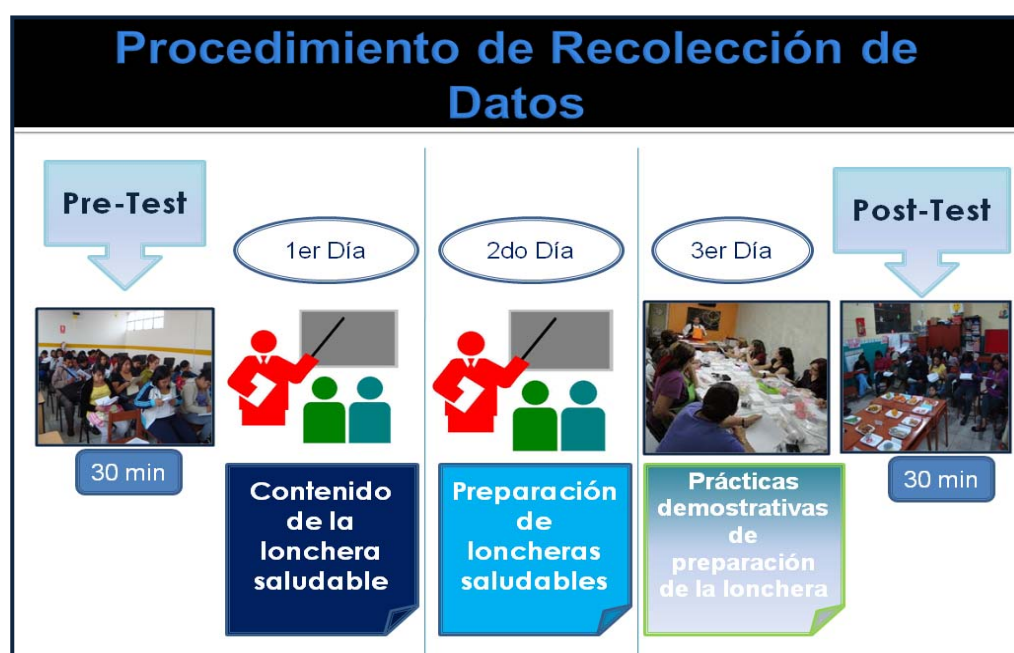 Procedimiento de Recolección de
Datos
Pre-Test
1er Día
2do Día
3er Día
Post-Test
30 min
Contenido
de la
lonchera
saludable
Preparación
de
loncheras
saludables
Prácticas
demostrativas
de
preparación
de la lonchera
30 min